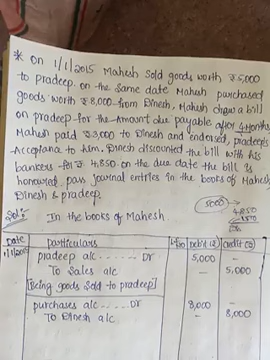 * On 1/1/2015 Mahesh Sold goods worth ₹5,000
to pradeep on the same date Mahesh purchased
goods worth ₹8,000 from Dinesh, Mahesh drew a bill
on pradeep for the Amount due payable after 4 Months
Mahesh paid ₹3,000 to Dinesh and endorsed, pradeep's
Acceptance to him, Dinesh discounted the bill with his
bankers for ₹ 4,850 on the due date the bill is
honoured pass journal entries in the books of Mahesh
Dinesh & pradeep.
5000
4,850
150
Sol:- In the books of Mahesh
Date particulars Debit (₹) credit (₹)
1/1/2015 pradeep a/c ...... Dr 5,000 -
To Sales a/c - 5,000
[Being goods sold to pradeep]
purchases a/c ..... Dr 8,000 -
To Dinesh a/c - 8,000